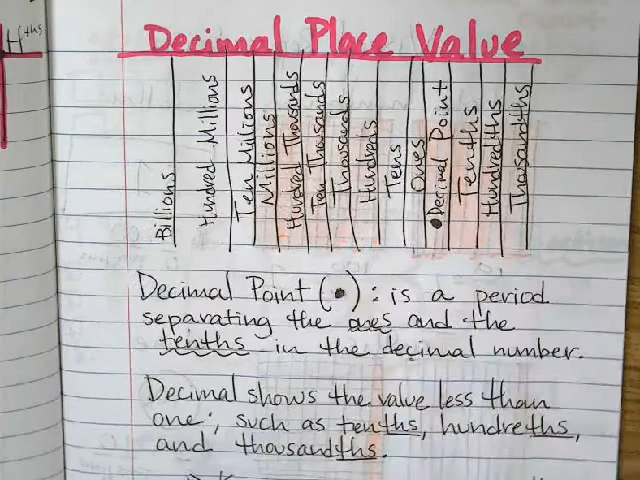 Hths
Decimal Place Value
Billions
Hundred Millions
Ten Millions
Millions
Hundred Thousands
Ten Thousands
Thousands
Hundreds
Tens
Ones
•Decimal Point
Tenths
Hundredths
Thousandths
Decimal Point (•): is a period
separating the ones and the
tenths in the decimal number.
Decimal shows the value less than
one; such as tenths, hundreths,
and thousandths.